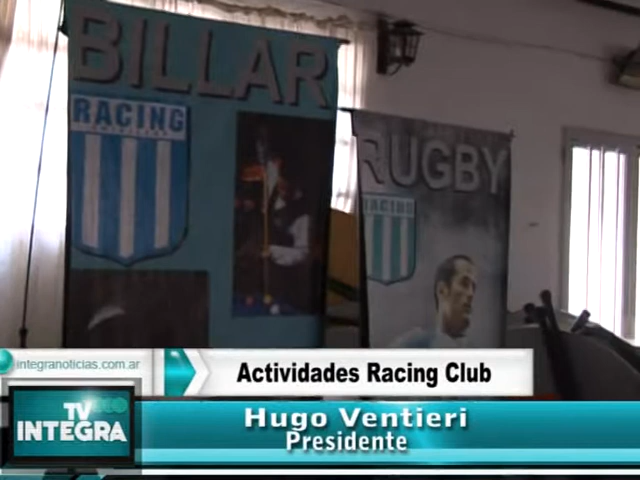 BILLAR
RACING
RUGBY
RACING
integranoticias.com.ar
Actividades Racing Club
TV
INTEGRA
Hugo Ventieri
Presidente